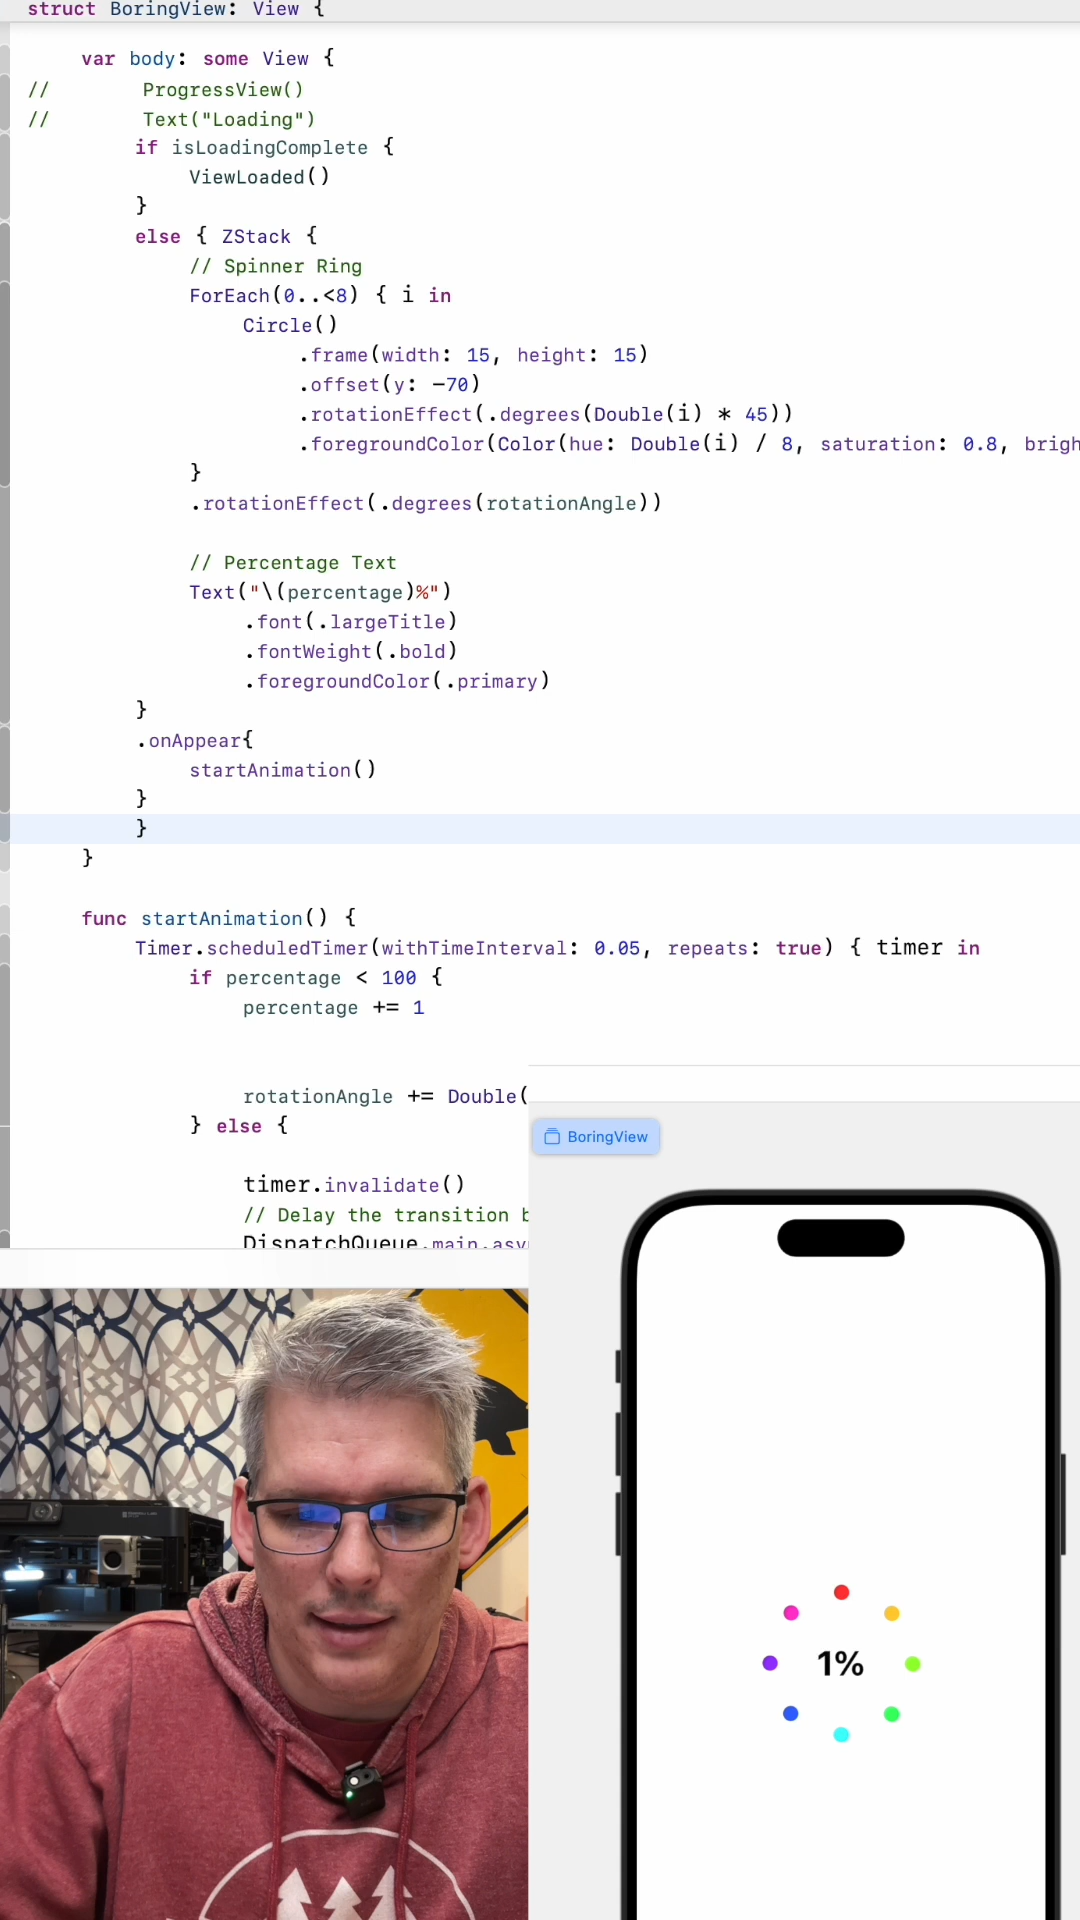 struct BoringView: View {
var body: some View {
// ProgressView()
// Text("Loading")
if isLoadingComplete {
ViewLoaded()
}
else { ZStack {
// Spinner Ring
ForEach(0..<8) { i in
Circle()
.frame(width: 15, height: 15)
.offset(y: -70)
.rotationEffect(.degrees(Double(i) * 45))
.foregroundColor(Color(hue: Double(i) / 8, saturation: 0.8, brigh
}
.rotationEffect(.degrees(rotationAngle))
// Percentage Text
Text("\(percentage)%")
.font(.largeTitle)
.fontWeight(.bold)
.foregroundColor(.primary)
}
.onAppear{
startAnimation()
}
}
}
func startAnimation() {
Timer.scheduledTimer(withTimeInterval: 0.05, repeats: true) { timer in
if percentage < 100 {
percentage += 1
rotationAngle += Double(
} else {
timer.invalidate()
// Delay the transition b
DispatchQueue.main.asy
BoringView
1%